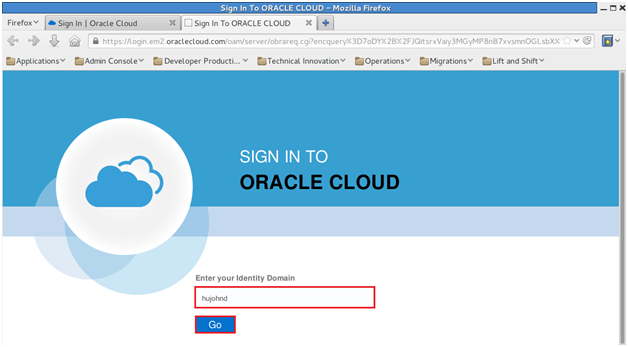 Sign In To ORACLE CLOUD - Mozilla Firefox
Firefox Sign In | Oracle Cloud Sign In To ORACLE CLOUD
https://login.em2.oraclecloud.com/oam/server/obrareq.cgi?encquery%3D7oDY%2B%2FJQitsrxVaiy3MGyMP8nB7xvsmnOGLsbX%
Applications Admin Console Developer Producti... Technical Innovation Operations Migrations Lift and Shift
SIGN IN TO
ORACLE CLOUD
Enter your Identity Domain
hujohnd
Go